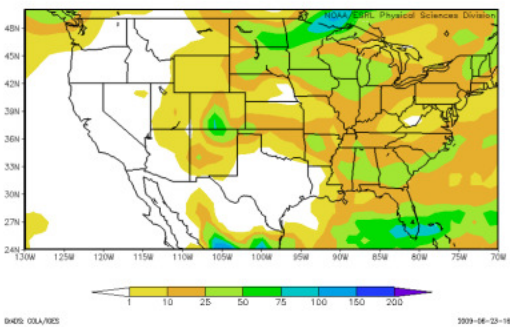 NOAA/ESRL Physical Sciences Division
48N
45N
42N
39N
36N
33N
30N
27N
24N
130W 125W 120W 115W 110W 105W 100W 95W 90W 85W 80W 75W 70W
1 10 25 50 75 100 150 200
GrADS: COLA/IGES 2009-06-23-16